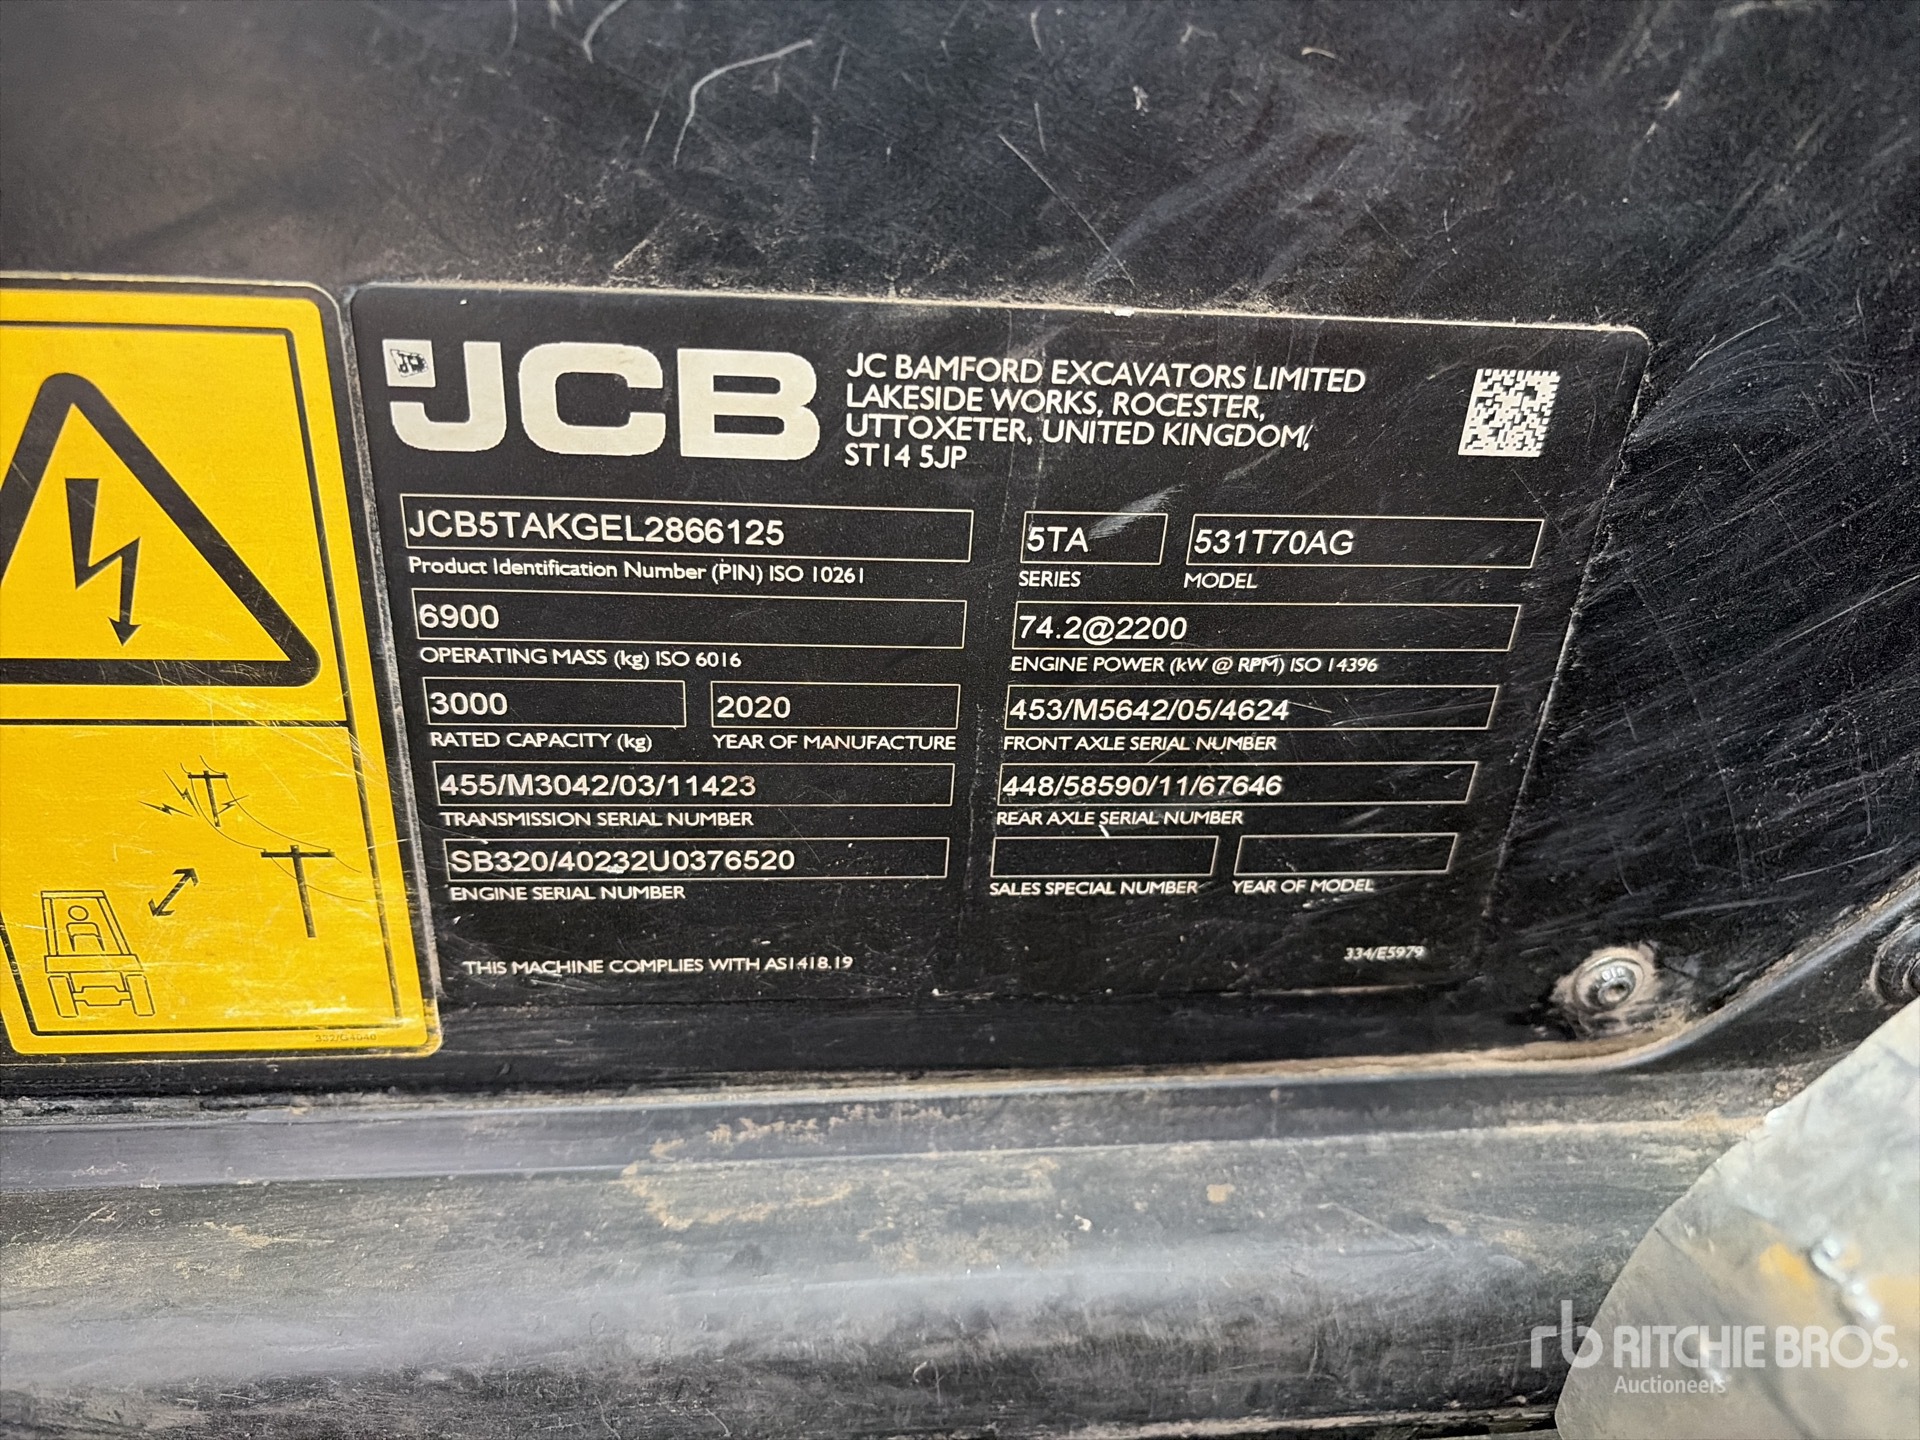 JCB
JC BAMFORD EXCAVATORS LIMITED
LAKESIDE WORKS, ROCESTER,
UTTOXETER, UNITED KINGDOM,
ST14 5JP
JCB5TAKGEL2866125
Product Identification Number (PIN) ISO 10261
5TA
SERIES
531T70AG
MODEL
6900
OPERATING MASS (kg) ISO 6016
74.2@2200
ENGINE POWER (kW @ RPM) ISO 14396
3000
RATED CAPACITY (kg)
2020
YEAR OF MANUFACTURE
453/M5642/05/4624
FRONT AXLE SERIAL NUMBER
455/M3042/03/11423
TRANSMISSION SERIAL NUMBER
448/58590/11/67646
REAR AXLE SERIAL NUMBER
SB320/40232U0376520
ENGINE SERIAL NUMBER
SALES SPECIAL NUMBER
YEAR OF MODEL
THIS MACHINE COMPLIES WITH AS1418.19
334/E5979
332/G4640
rb RITCHIE BROS.
Auctioneers